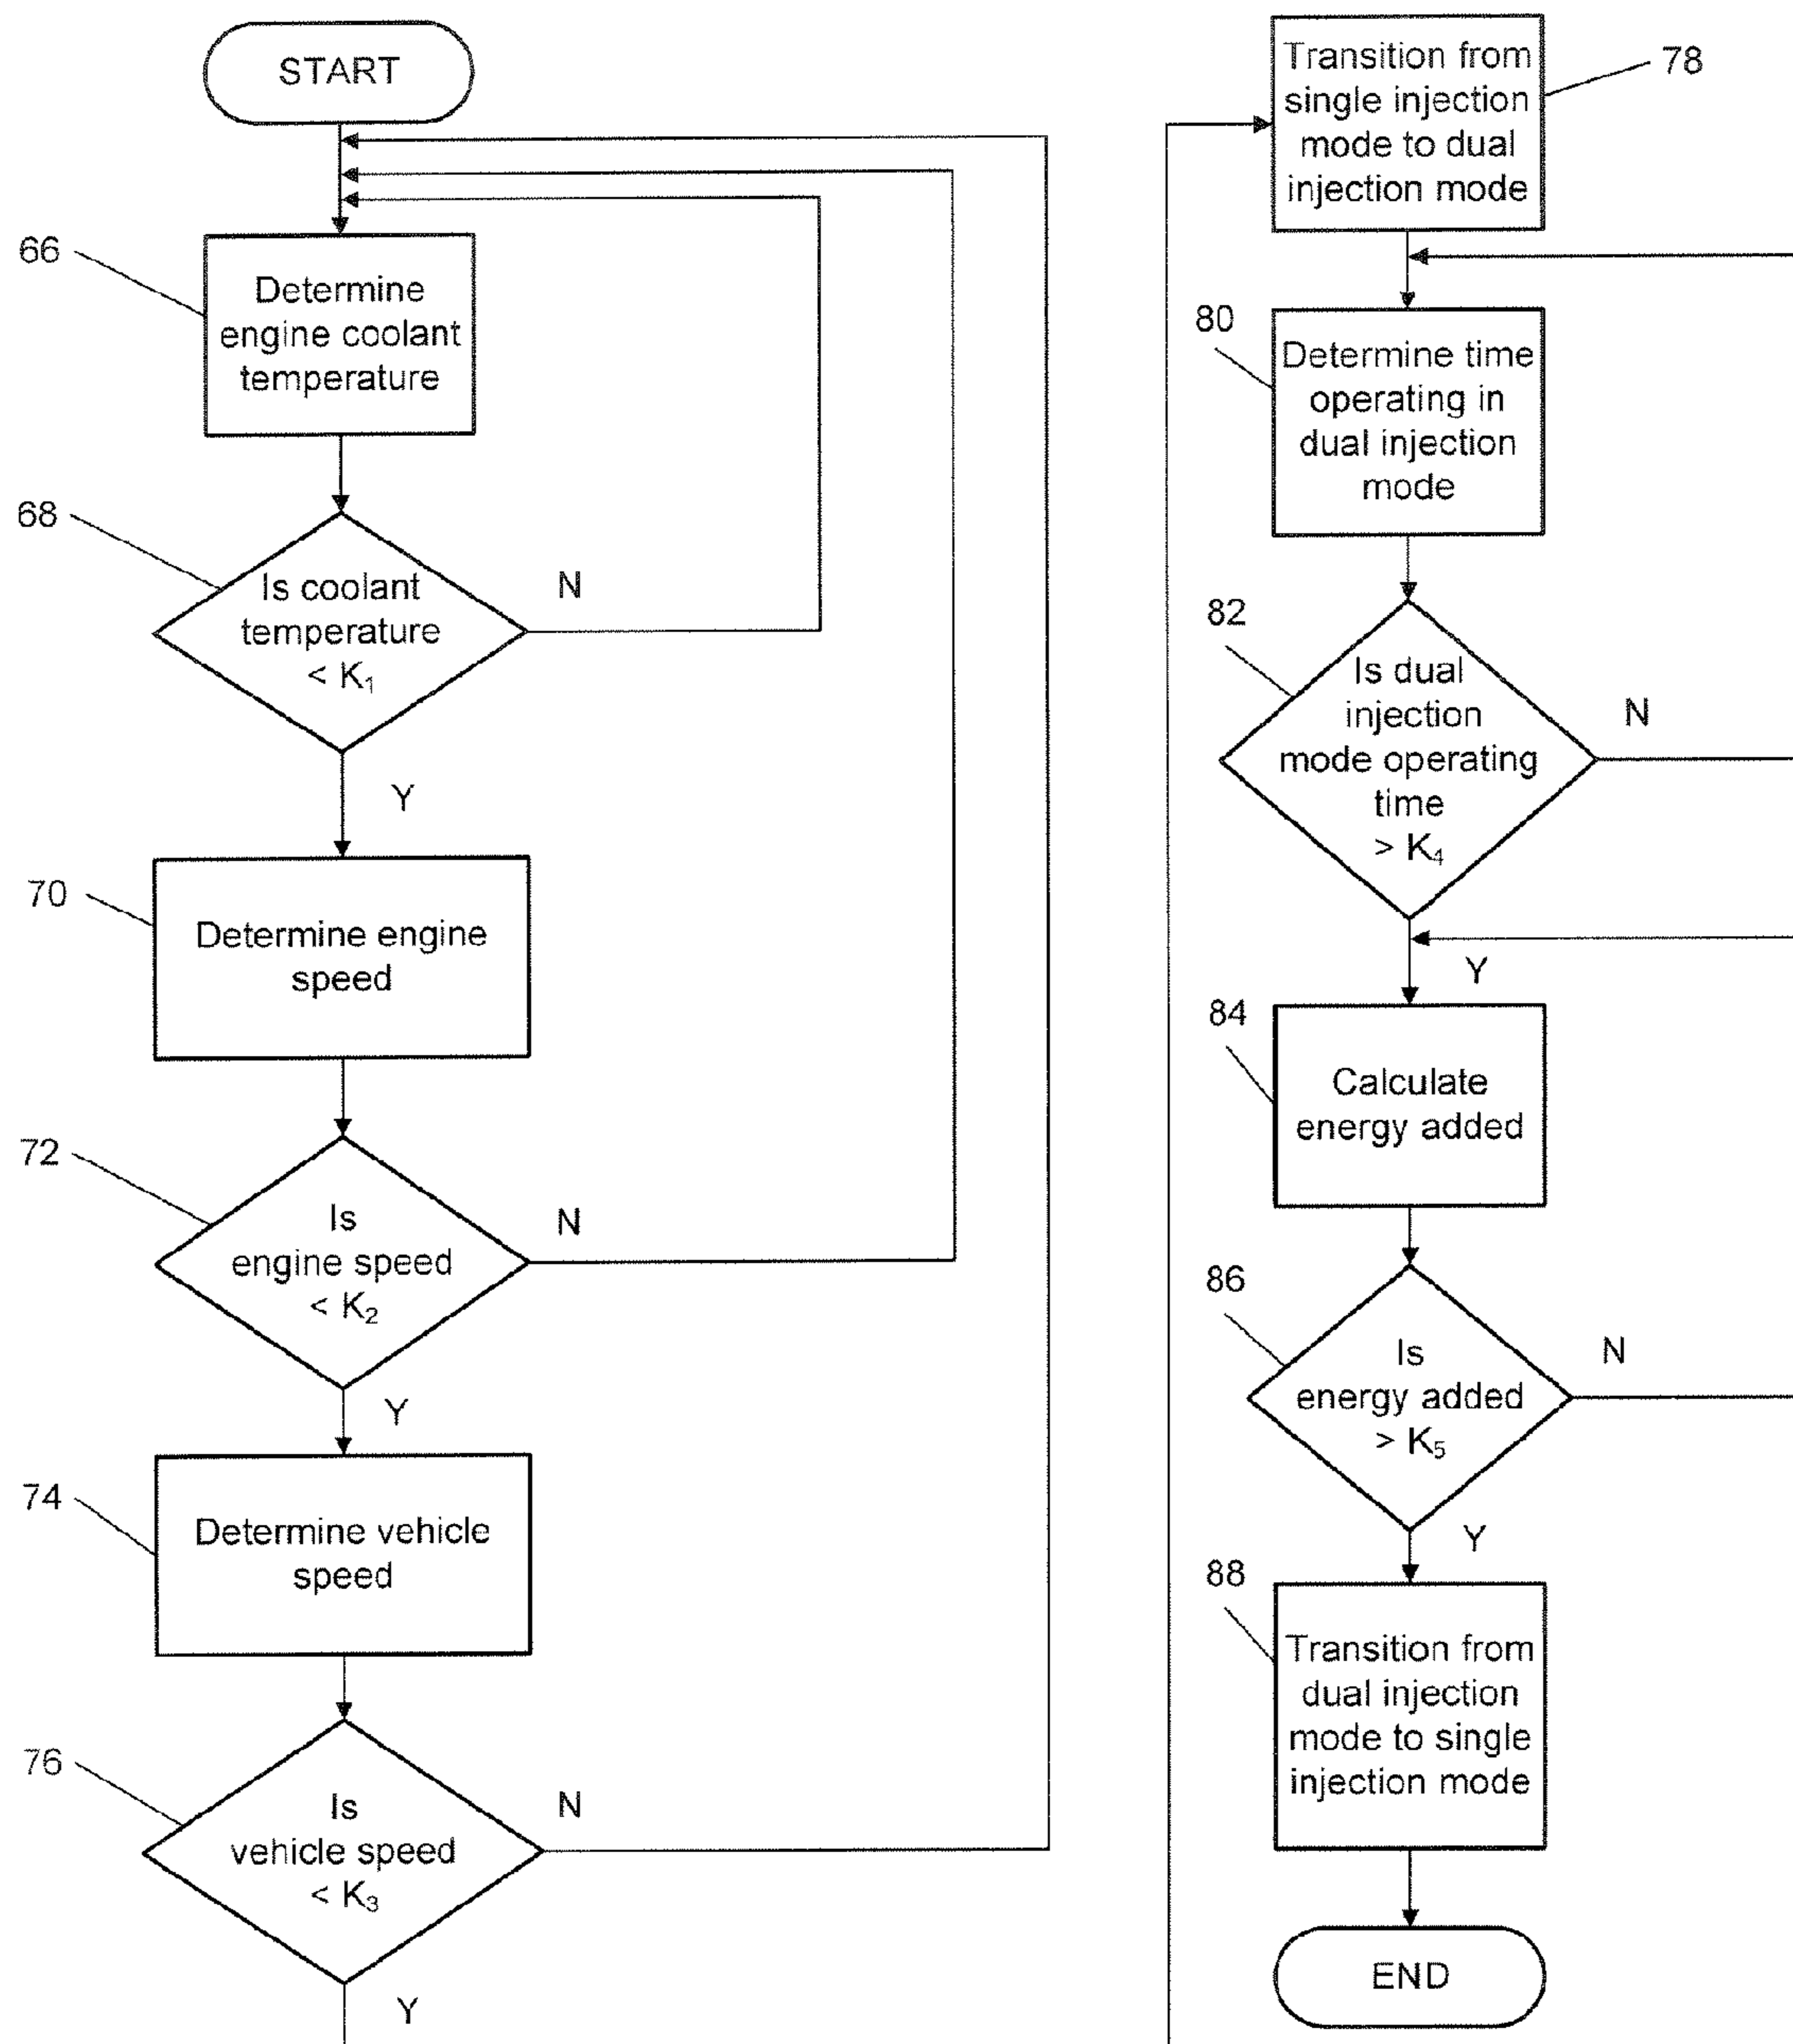 START
66
Determine
engine coolant
temperature
68
Is coolant
temperature
< K₁
N
Y
70
Determine engine
speed
72
Is
engine speed
< K₂
N
Y
74
Determine vehicle
speed
76
Is
vehicle speed
< K₃
N
Y
Transition from
single injection
mode to dual
injection mode
78
80
Determine time
operating in
dual injection
mode
82
Is dual
injection
mode operating
time
> K₄
N
Y
84
Calculate
energy added
86
Is
energy added
> K₅
N
Y
88
Transition from
dual injection
mode to single
injection mode
END